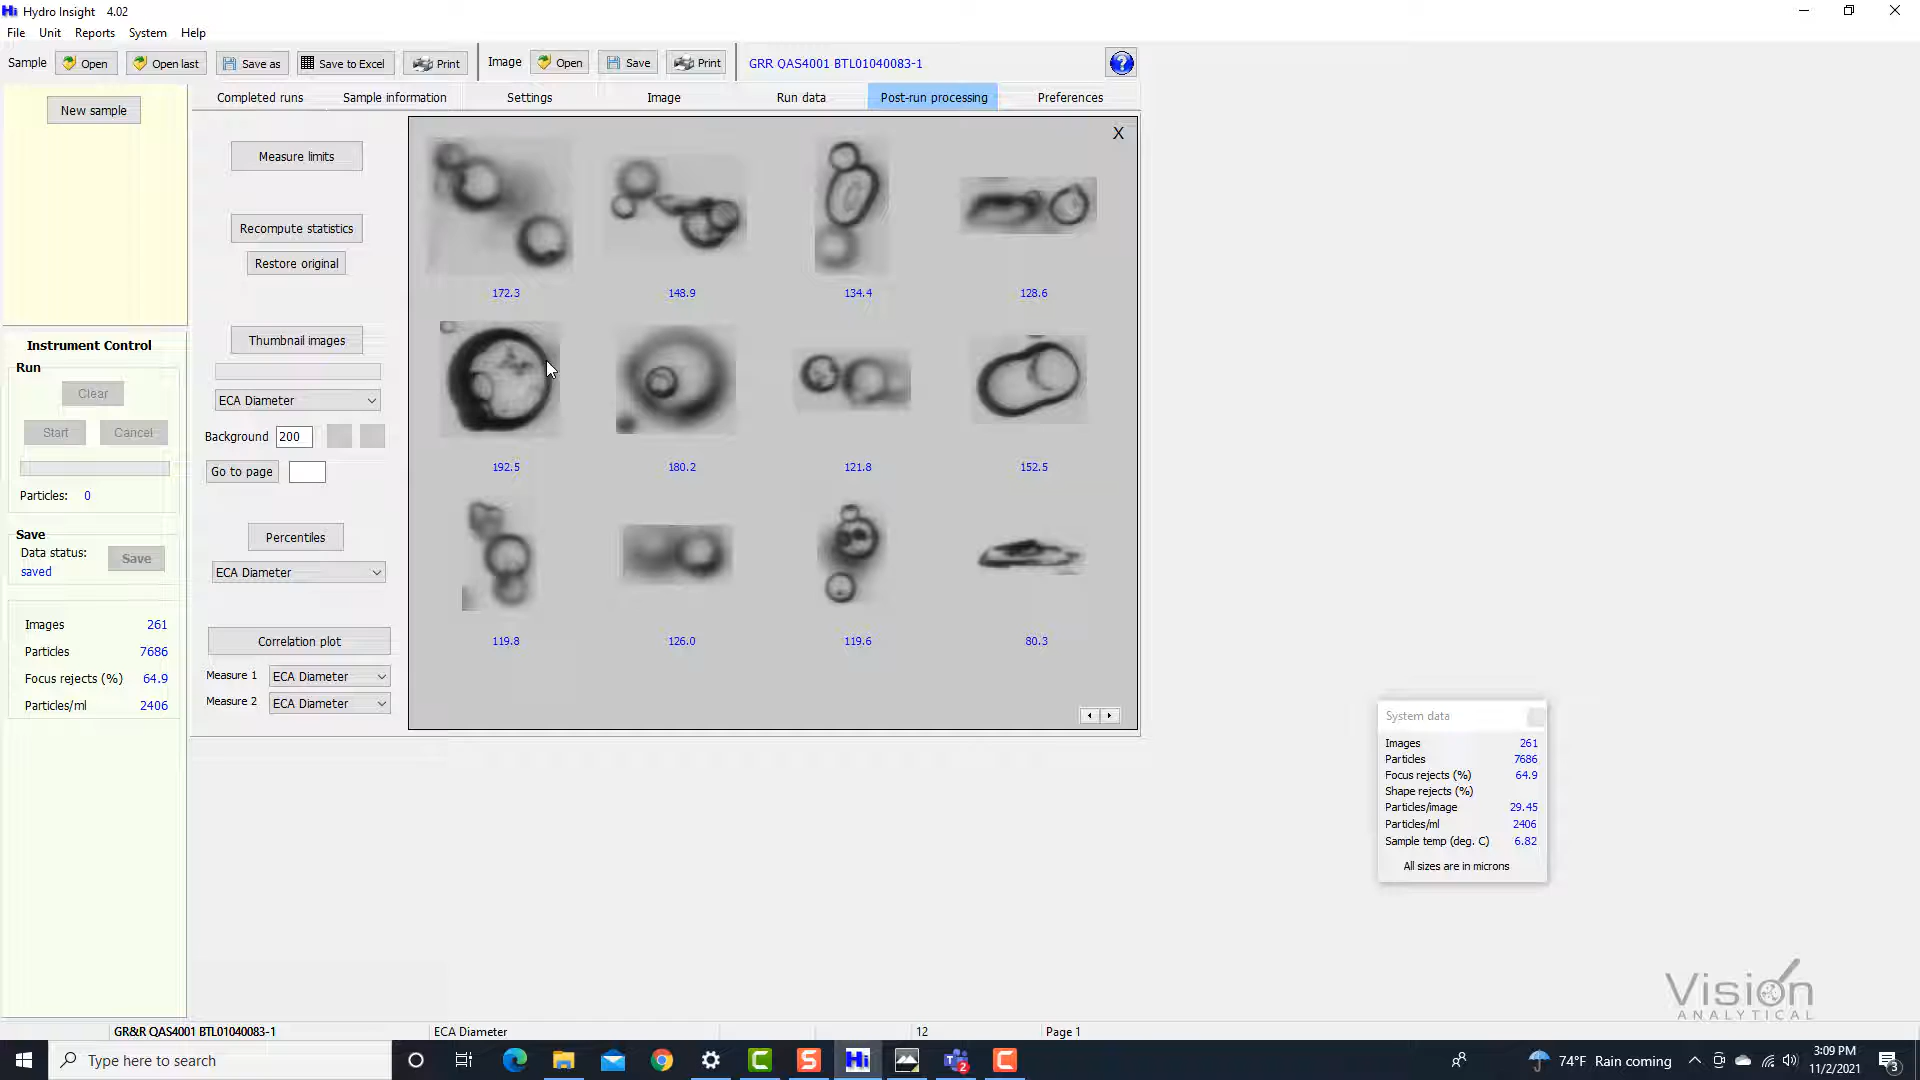 Hi Hydro Insight 4.02
File Unit Reports System Help
Sample Open Open last Save as Save to Excel Print Image Open Save Print GRR QAS4001 BTL01040083-1 ?
New sample
Completed runs Sample information Settings Image Run data Post-run processing Preferences
Measure limits
Recompute statistics
Restore original
Thumbnail images
ECA Diameter
Background 200
Go to page
Percentiles
ECA Diameter
Correlation plot
Measure 1 ECA Diameter
Measure 2 ECA Diameter
X
172.3 148.9 134.4 128.6
192.5 180.2 121.8 152.5
119.8 126.0 119.6 80.3
Instrument Control
Run
Clear
Start Cancel
Particles: 0
Save
Data status:
saved
Save
Images 261
Particles 7686
Focus rejects (%) 64.9
Particles/ml 2406
System data
Images 261
Particles 7686
Focus rejects (%) 64.9
Shape rejects (%)
Particles/image 29.45
Particles/ml 2406
Sample temp (deg. C) 6.82
All sizes are in microns
Vision
ANALYTICAL
GR&R QAS4001 BTL01040083-1 ECA Diameter 12 Page 1
Type here to search
Hi
74°F Rain coming
3:09 PM
11/2/2021
3